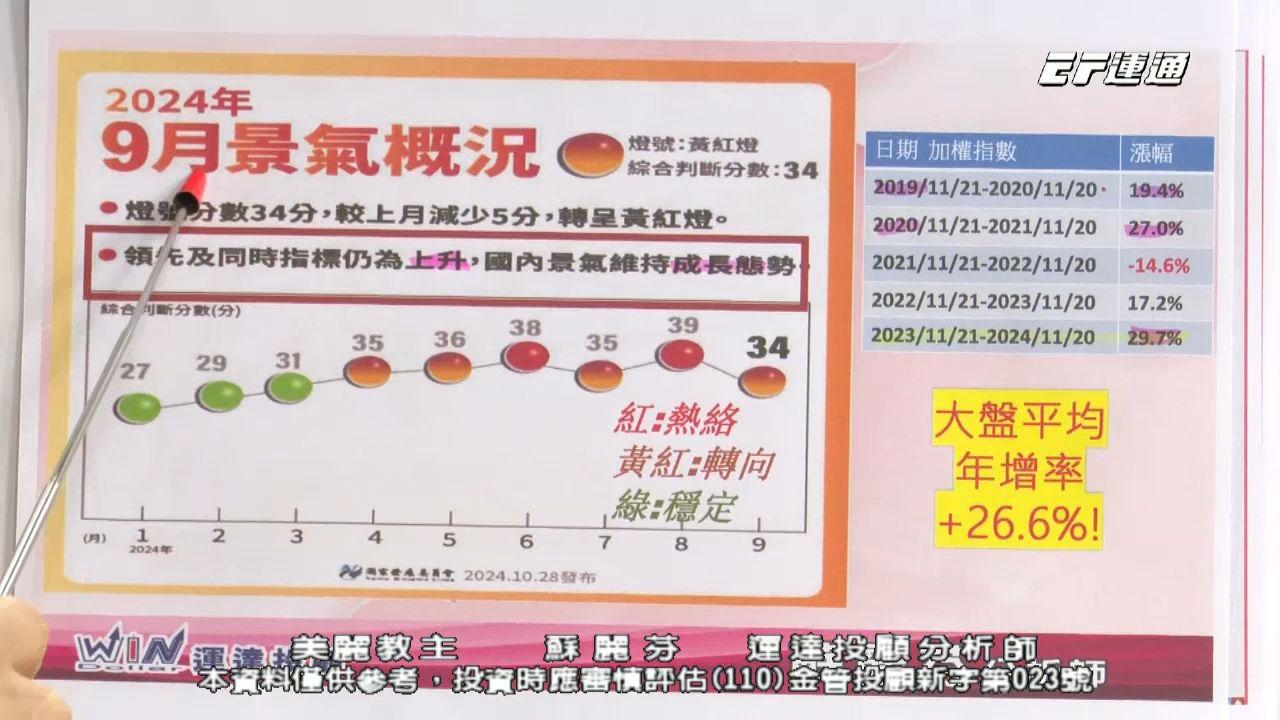 EF運通
2024年
9月景氣概況
燈號:黃紅燈
綜合判斷分數:34
燈號分數34分,較上月減少5分,轉呈黃紅燈。
領先及同時指標仍為上升,國內景氣維持成長態勢
綜合判斷分數(分)
27 29 31 35 36 38 35 39 34
紅:熱絡
黃紅:轉向
綠:穩定
(月) 1 2 3 4 5 6 7 8 9
2024年
國家發展委員會 2024.10.28發布
日期 加權指數 漲幅
2019/11/21-2020/11/20 19.4%
2020/11/21-2021/11/20 27.0%
2021/11/21-2022/11/20 -14.6%
2022/11/21-2023/11/20 17.2%
2023/11/21-2024/11/20 29.7%
大盤平均
年增率
+26.6%!
WIN 運達投
美麗教主 蘇麗芬 運達投顧分析師
師
本資料僅供參考,投資時應審慎評估(110)金管投顧新字第023號